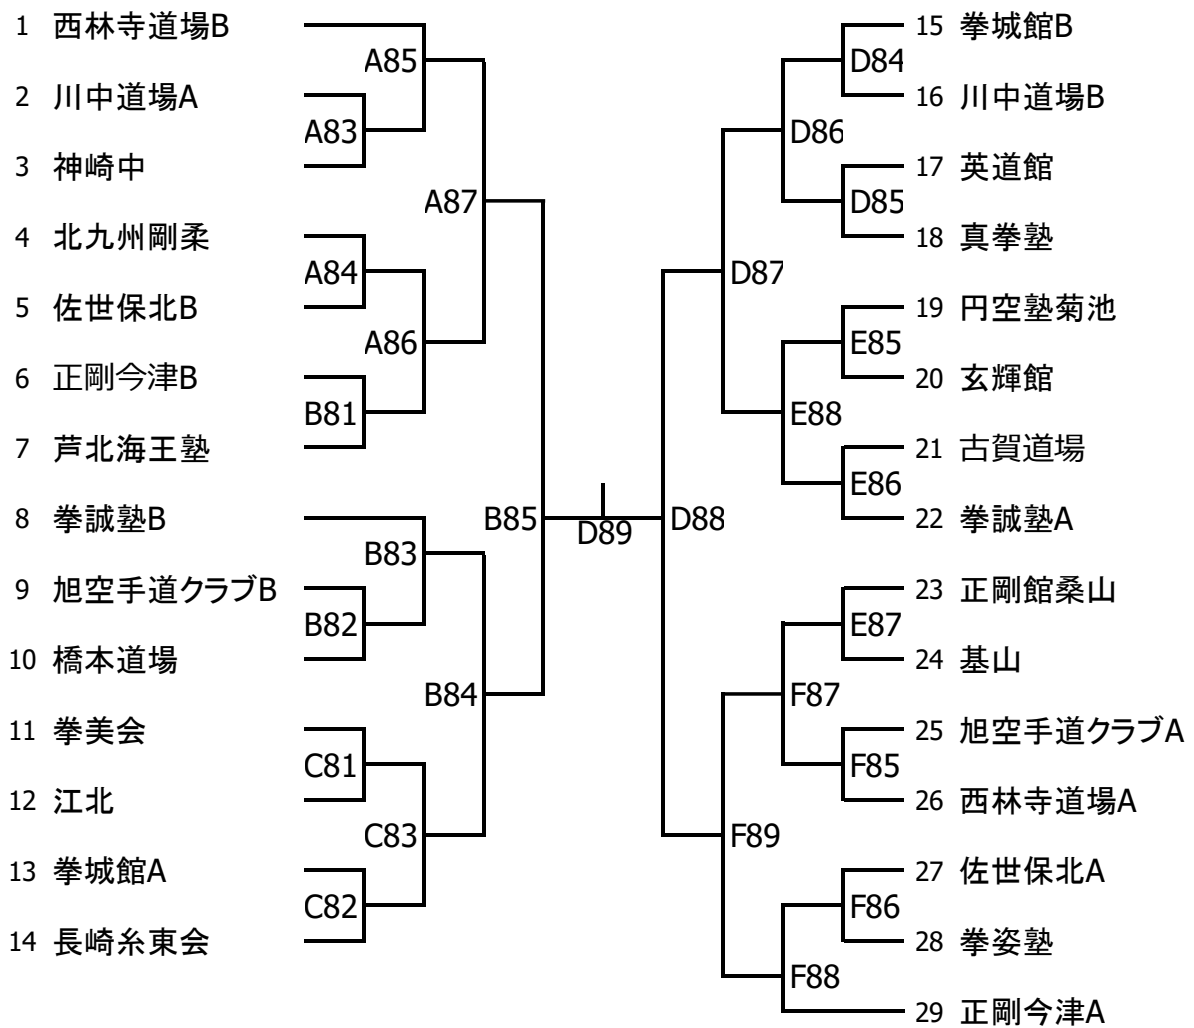 1 西林寺道場B
A85
2 川中道場A
A83
3 神崎中
A87
4 北九州剛柔
A84
5 佐世保北B
A86
6 正剛今津B
B81
7 芦北海王塾
B85
8 拳誠塾B
B83
9 旭空手道クラブB
B82
10 橋本道場
B84
11 拳美会
C81
12 江北
C83
13 拳城館A
C82
14 長崎糸東会
D89
15 拳城館B
D84
16 川中道場B
D86
17 英道館
D85
18 真拳塾
D87
19 円空塾菊池
E85
20 玄輝館
E88
21 古賀道場
E86
22 拳誠塾A
D88
23 正剛館桑山
E87
24 基山
F87
25 旭空手道クラブA
F85
26 西林寺道場A
F89
27 佐世保北A
F86
28 拳姿塾
F88
29 正剛今津A